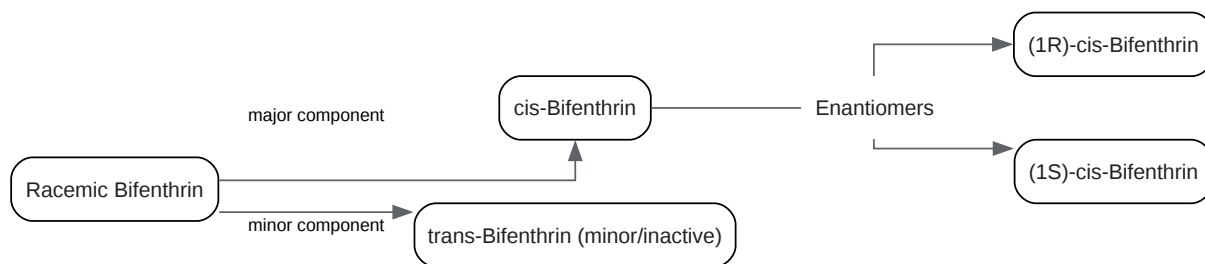 (1R)-cis-Bifenthrin
cis-Bifenthrin
Enantiomers
major component
(1S)-cis-Bifenthrin
Racemic Bifenthrin
minor component
trans-Bifenthrin (minor/inactive)